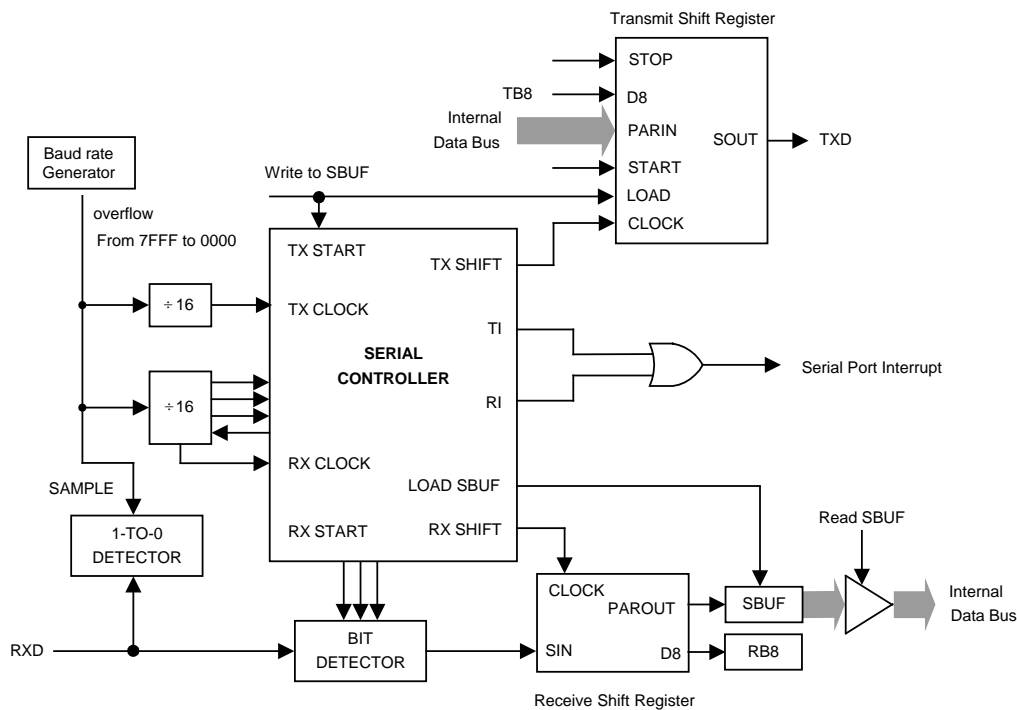 Transmit Shift Register
STOP
TB8
D8
Internal
Data Bus
PARIN
SOUT
TXD
START
LOAD
CLOCK
Baud rate
Generator
Write to SBUF
overflow
From 7FFF to 0000
TX START
TX SHIFT
÷ 16
TX CLOCK
TI
SERIAL
CONTROLLER
Serial Port Interrupt
÷ 16
RI
RX CLOCK
LOAD SBUF
SAMPLE
1-TO-0
DETECTOR
RX START
RX SHIFT
Read SBUF
CLOCK
PAROUT
SBUF
Internal
Data Bus
RXD
BIT
DETECTOR
SIN
D8
RB8
Receive Shift Register